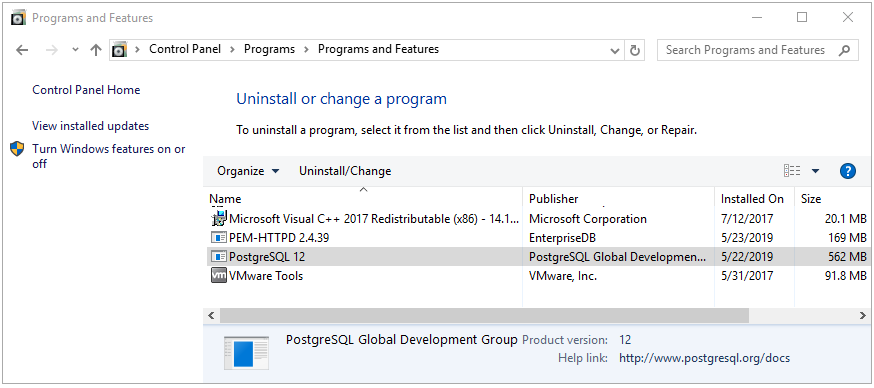 Programs and Features
Control Panel Programs Programs and Features
Search Programs and Features
Control Panel Home
View installed updates
Turn Windows features on or
off
Uninstall or change a program
To uninstall a program, select it from the list and then click Uninstall, Change, or Repair.
Organize Uninstall/Change
Name Publisher Installed On Size
Microsoft Visual C++ 2017 Redistributable (x86) - 14.1... Microsoft Corporation 7/12/2017 20.1 MB
PEM-HTTPD 2.4.39 EnterpriseDB 5/23/2019 169 MB
PostgreSQL 12 PostgreSQL Global Developmen... 5/22/2019 562 MB
vm VMware Tools VMware, Inc. 5/31/2017 91.8 MB
PostgreSQL Global Development Group Product version: 12
Help link: http://www.postgresql.org/docs